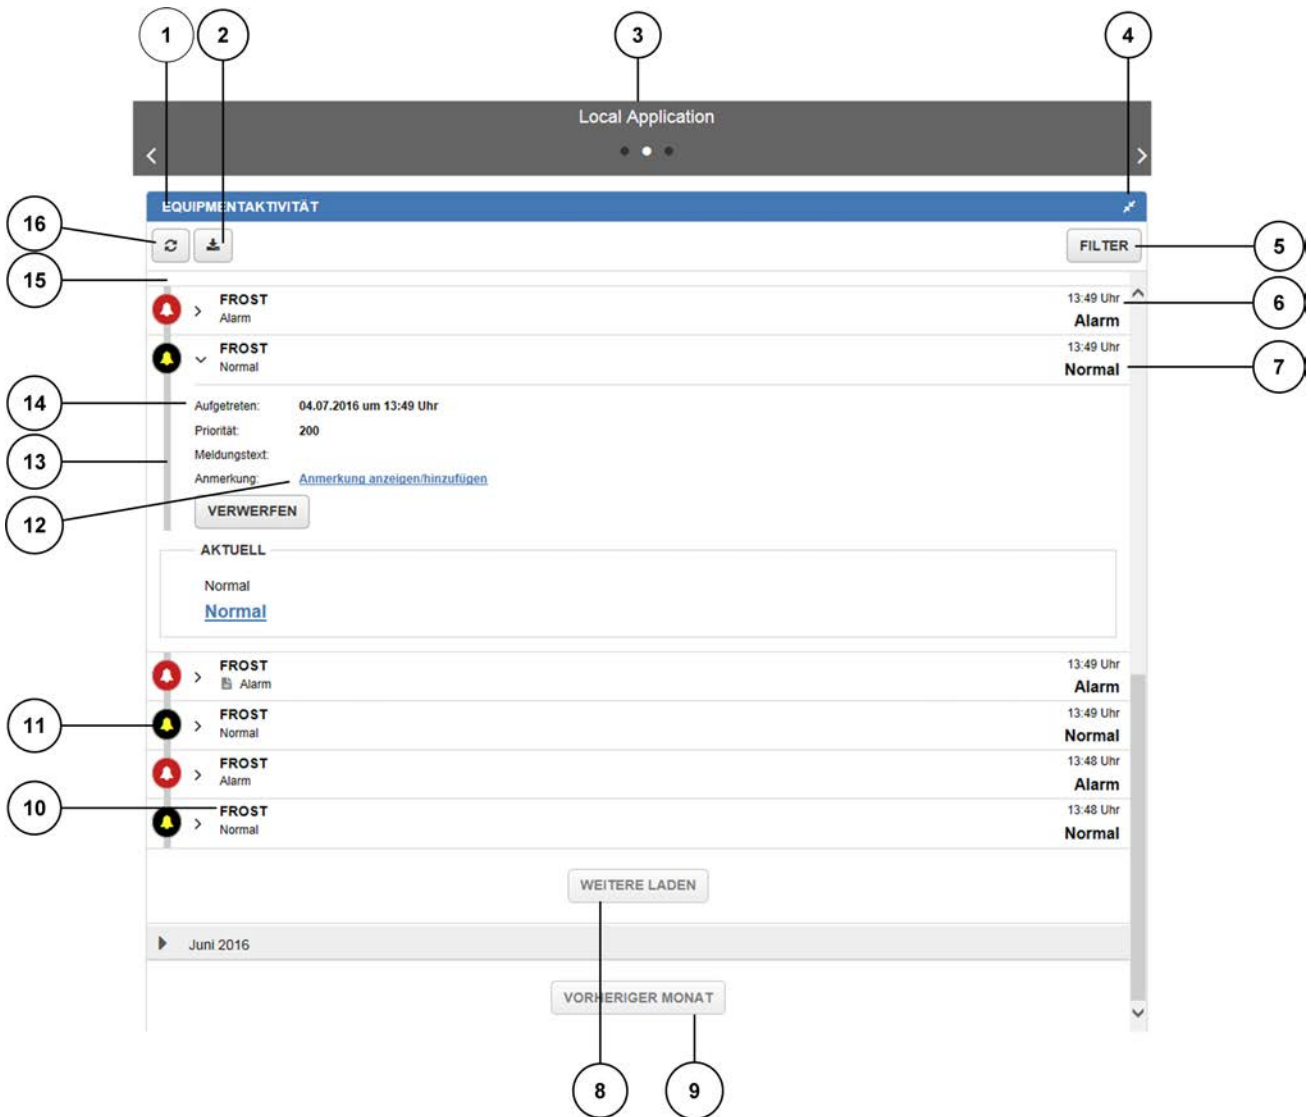 1 2 3 4
Local Application
EQUIPMENTAKTIVITÄT
16
FILTER 5
15
FROST 13:49 Uhr 6
Alarm Alarm
FROST 13:49 Uhr
Normal Normal 7
14 Aufgetreten: 04.07.2016 um 13:49 Uhr
Priorität: 200
13 Meldungstext:
Anmerkung: Anmerkung anzeigen/hinzufügen
12 VERWERFEN
AKTUELL
Normal
Normal
FROST 13:49 Uhr
Alarm Alarm
11 FROST 13:49 Uhr
Normal Normal
FROST 13:48 Uhr
Alarm Alarm
10 FROST 13:48 Uhr
Normal Normal
WEITERE LADEN
Juni 2016
VORHERIGER MONAT
8 9